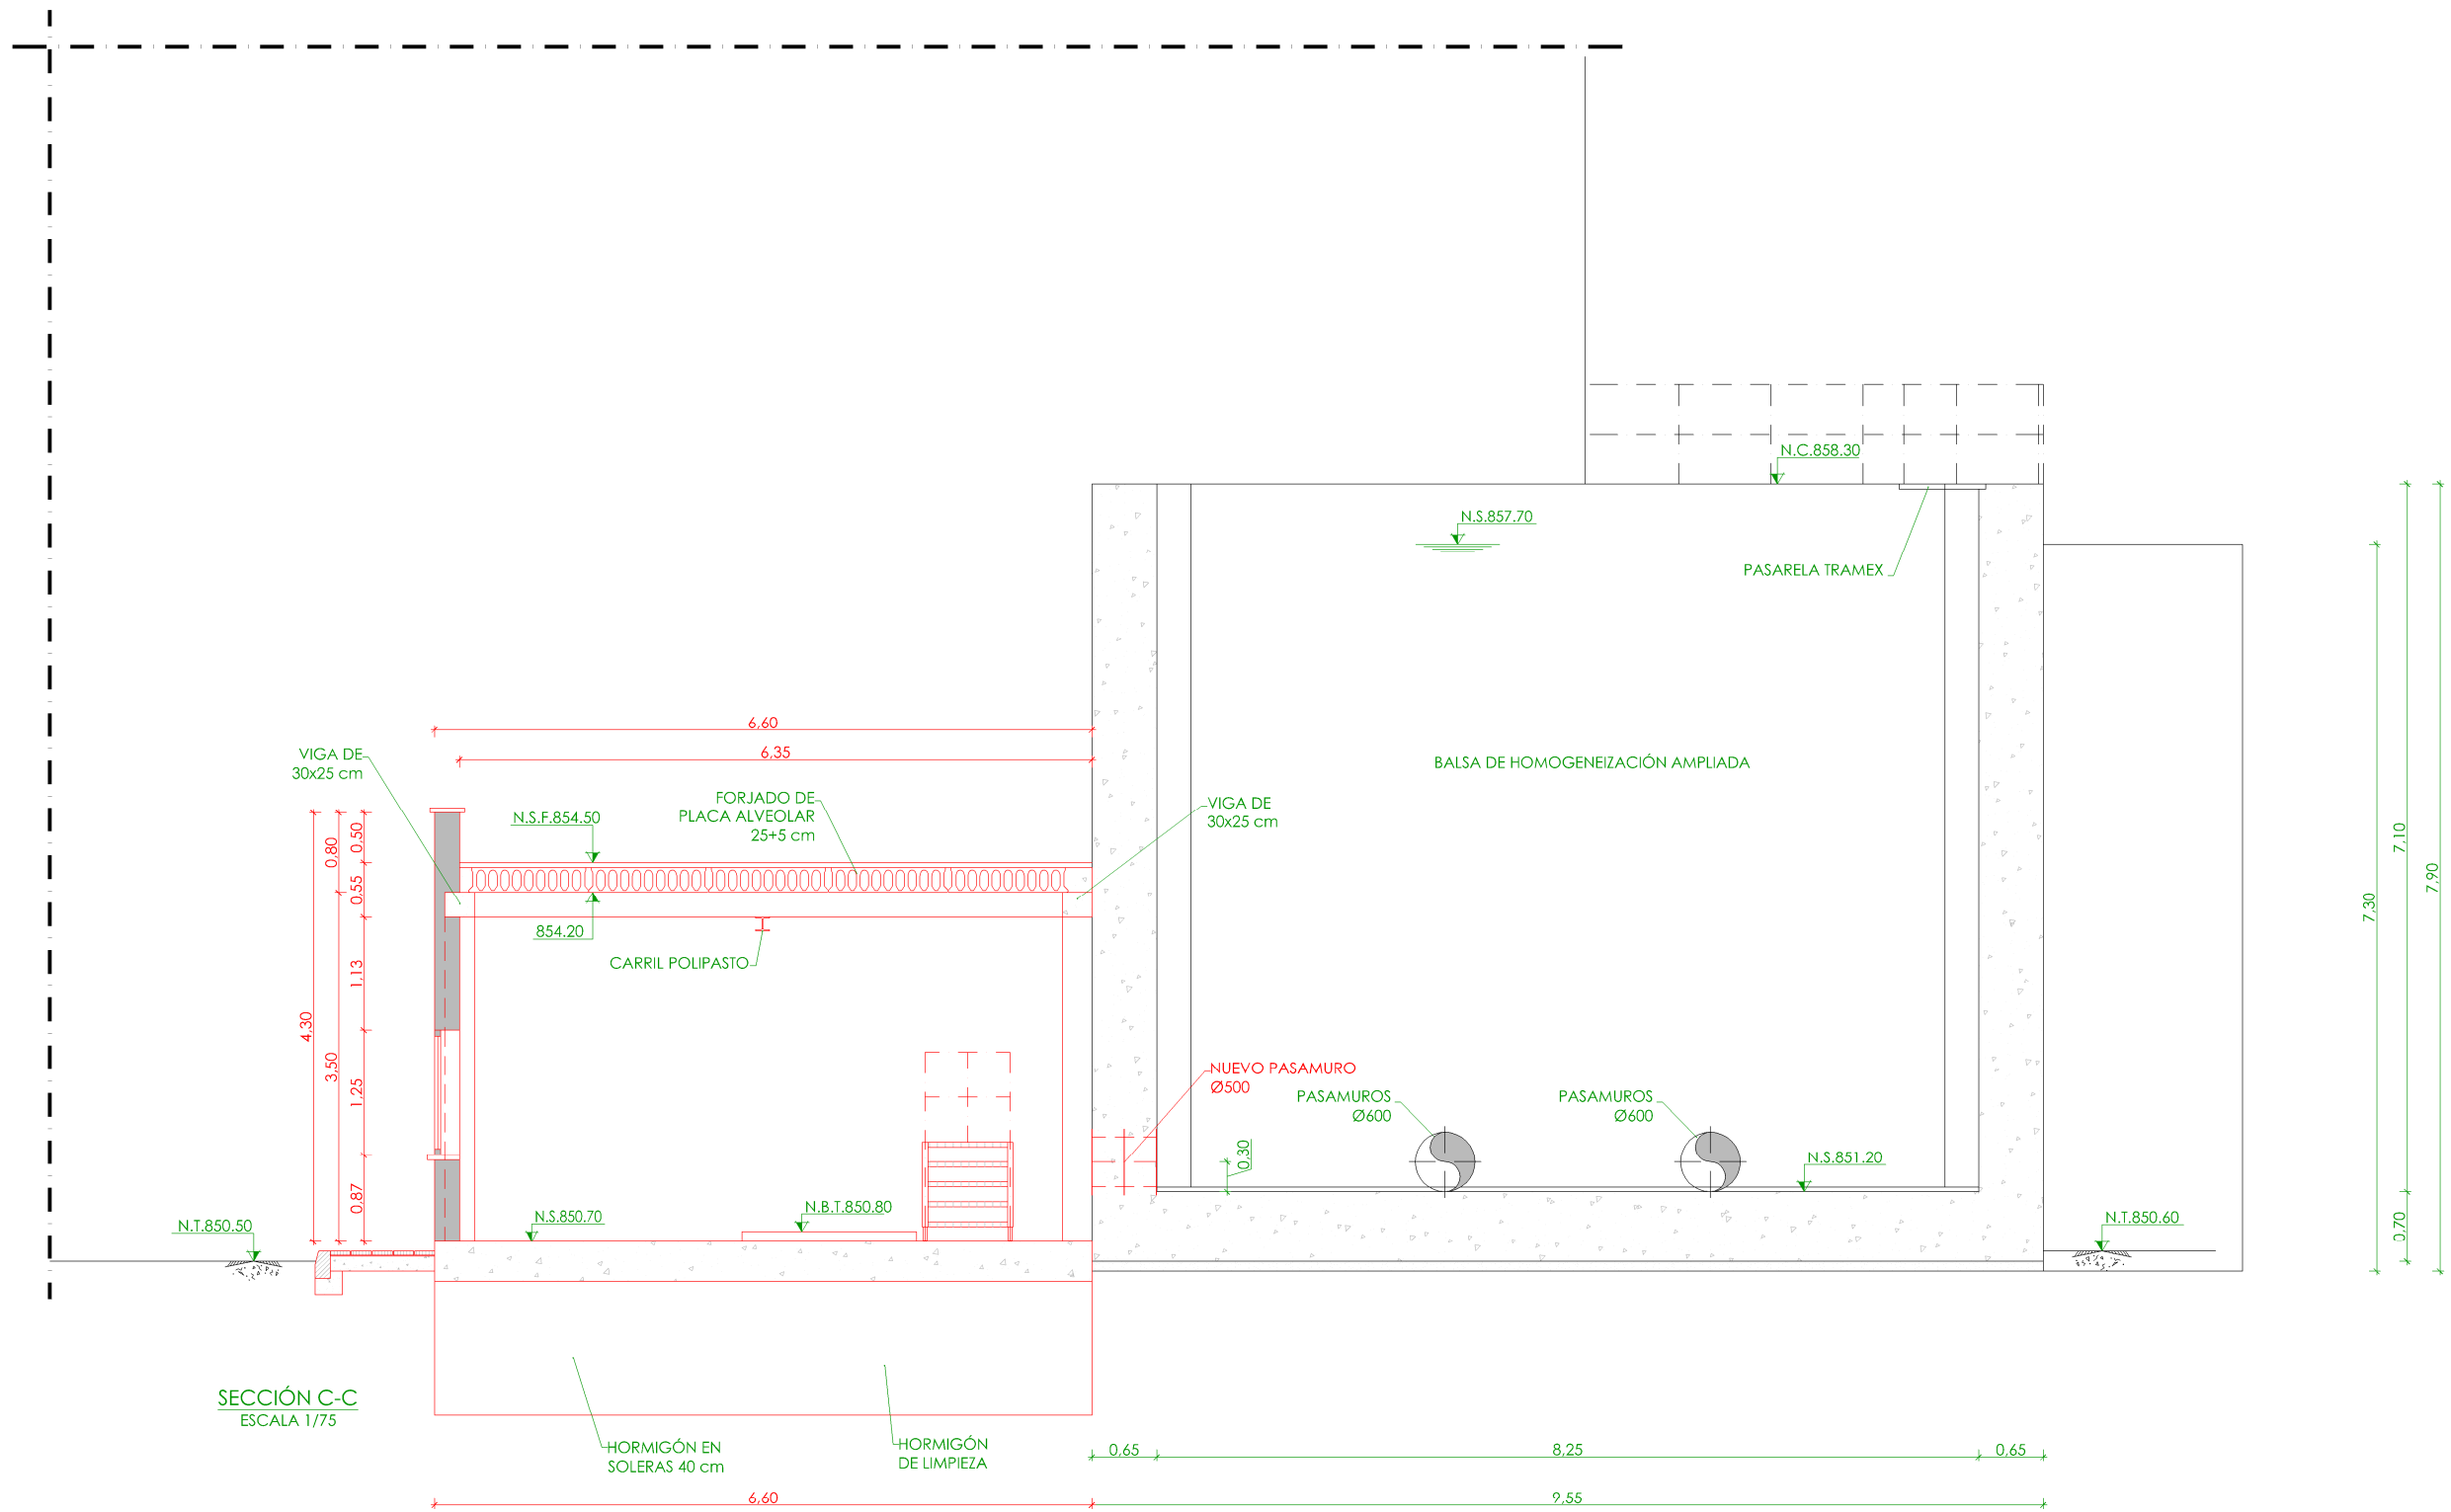 N.C.858.30
N.S.857.70
PASARELA TRAMEX
6,60
6,35
VIGA DE
30x25 cm
FORJADO DE
PLACA ALVEOLAR
25+5 cm
N.S.F.854.50
VIGA DE
30x25 cm
BALSA DE HOMOGENEIZACIÓN AMPLIADA
854.20
CARRIL POLIPASTO
0,50
0,80
0,55
1,13
4,30
3,50
1,25
0,87
7,10
7,90
7,30
0,70
NUEVO PASAMURO
Ø500
PASAMUROS
Ø600
PASAMUROS
Ø600
0,30
N.S.851.20
N.T.850.50
N.S.850.70
N.B.T.850.80
N.T.850.60
SECCIÓN C-C
ESCALA 1/75
HORMIGÓN EN
SOLERAS 40 cm
HORMIGÓN
DE LIMPIEZA
0,65
8,25
0,65
6,60
9,55